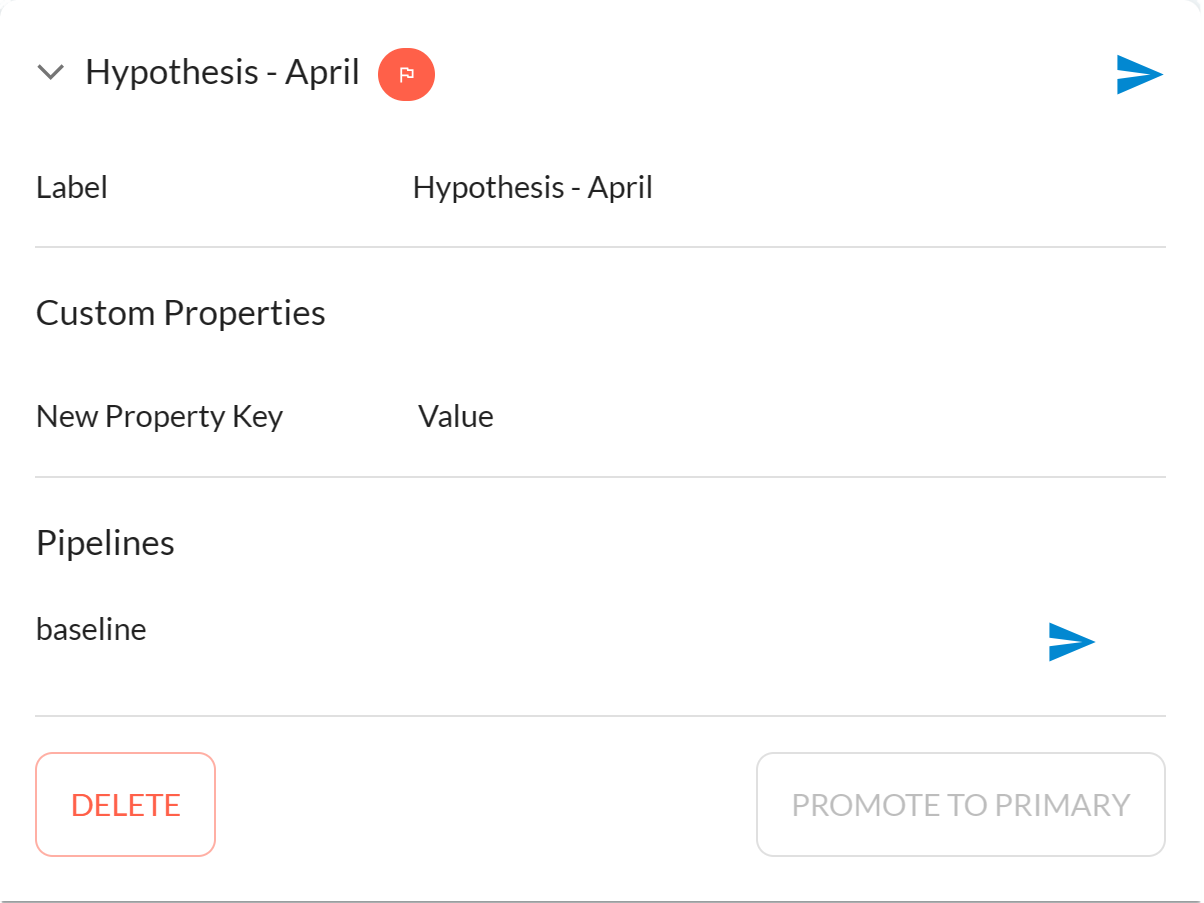 Hypothesis - April
Label Hypothesis - April
Custom Properties
New Property Key Value
Pipelines
baseline
DELETE PROMOTE TO PRIMARY